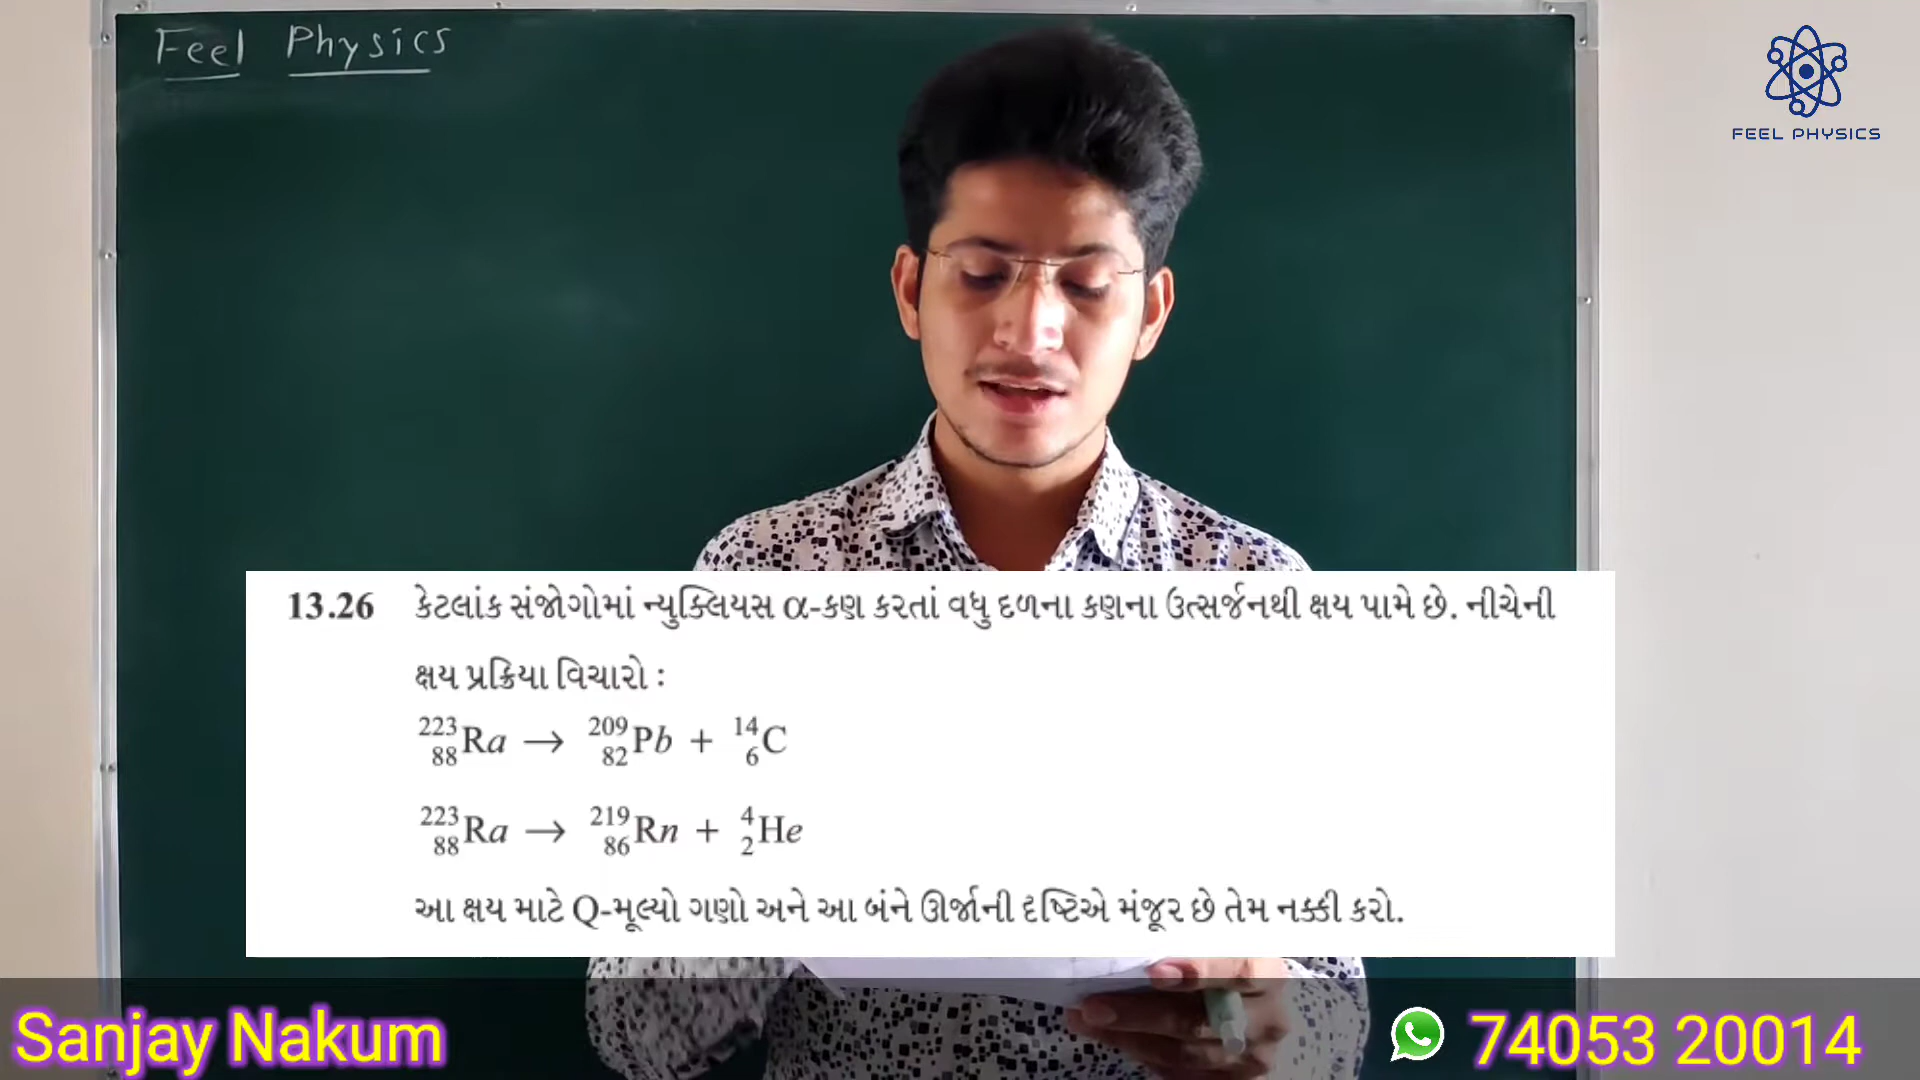 Feel Physics
FEEL PHYSICS
13.26 કેટલાંક સંજોગોમાં ન્યુક્લિયસ α-કણ કરતાં વધુ દળના કણના ઉત્સર્જનથી ક્ષય પામે છે. નીચેની
ક્ષય પ્રક્રિયા વિચારો :
²²³₈₈Ra → ²⁰⁹₈₂Pb + ¹⁴₆C
²²³₈₈Ra → ²¹⁹₈₆Rn + ⁴₂He
આ ક્ષય માટે Q-મૂલ્યો ગણો અને આ બંને ઊર્જાની દૃષ્ટિએ મંજૂર છે તેમ નક્કી કરો.
Sanjay Nakum
74053 20014